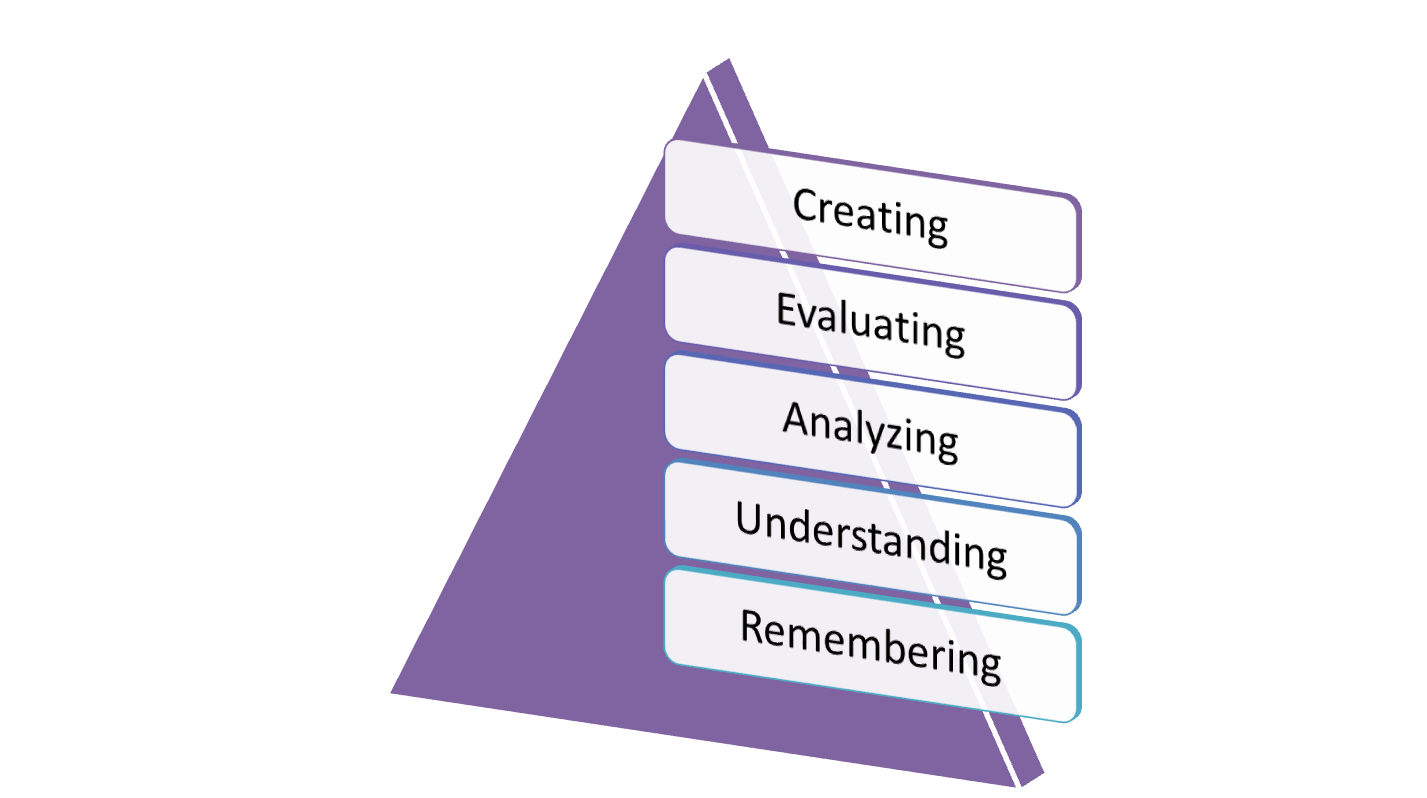 Creating
Evaluating
Analyzing
Understanding
Remembering